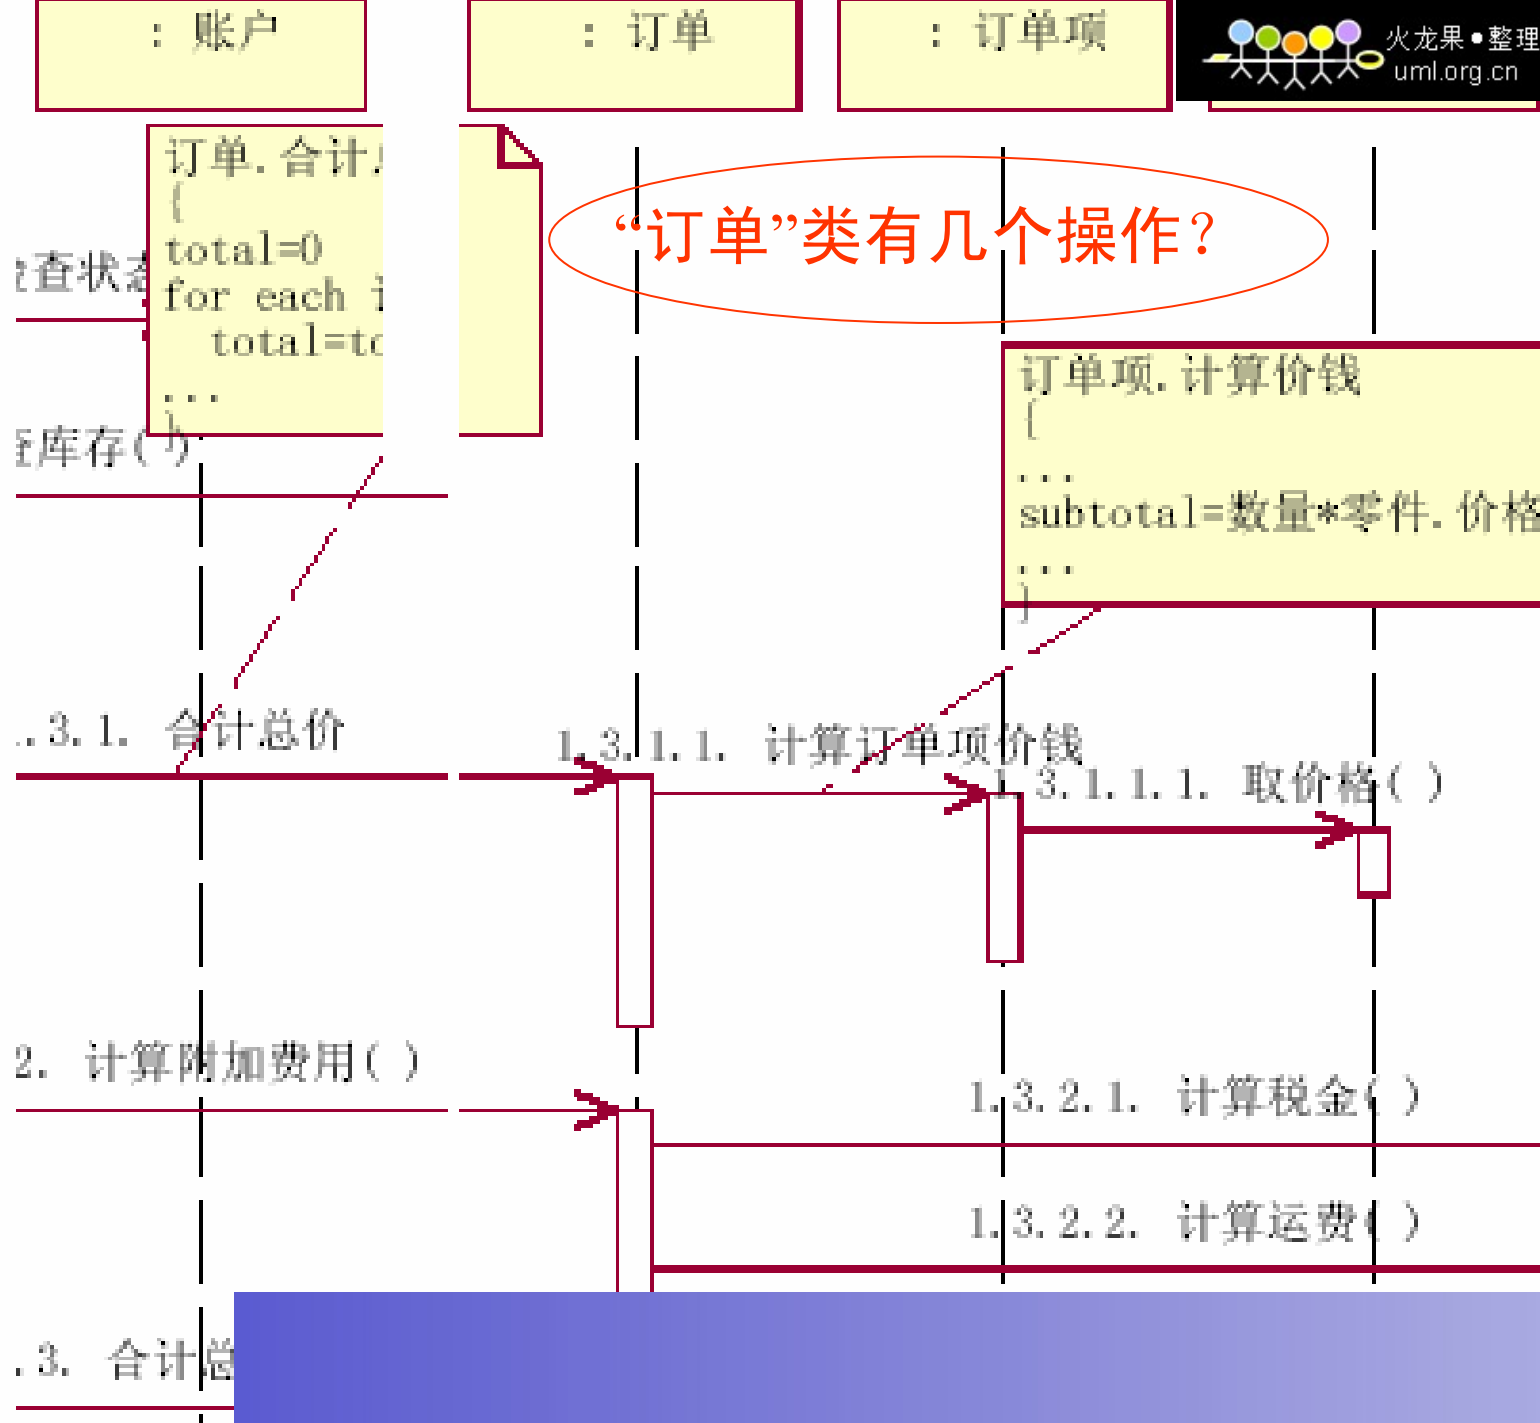 : 账户
: 订单
: 订单项
火龙果•整理
uml.org.cn
订单.合计
{
total=0
for each
total=to
...
}
“订单”类有几个操作？
查状态
订单项.计算价钱
{
...
subtotal=数量*零件.价格
...
}
库存( )
.3.1. 合计总价
1.3.1.1. 计算订单项价钱
1.3.1.1.1. 取价格( )
2. 计算附加费用( )
1.3.2.1. 计算税金( )
1.3.2.2. 计算运费( )
.3. 合计总